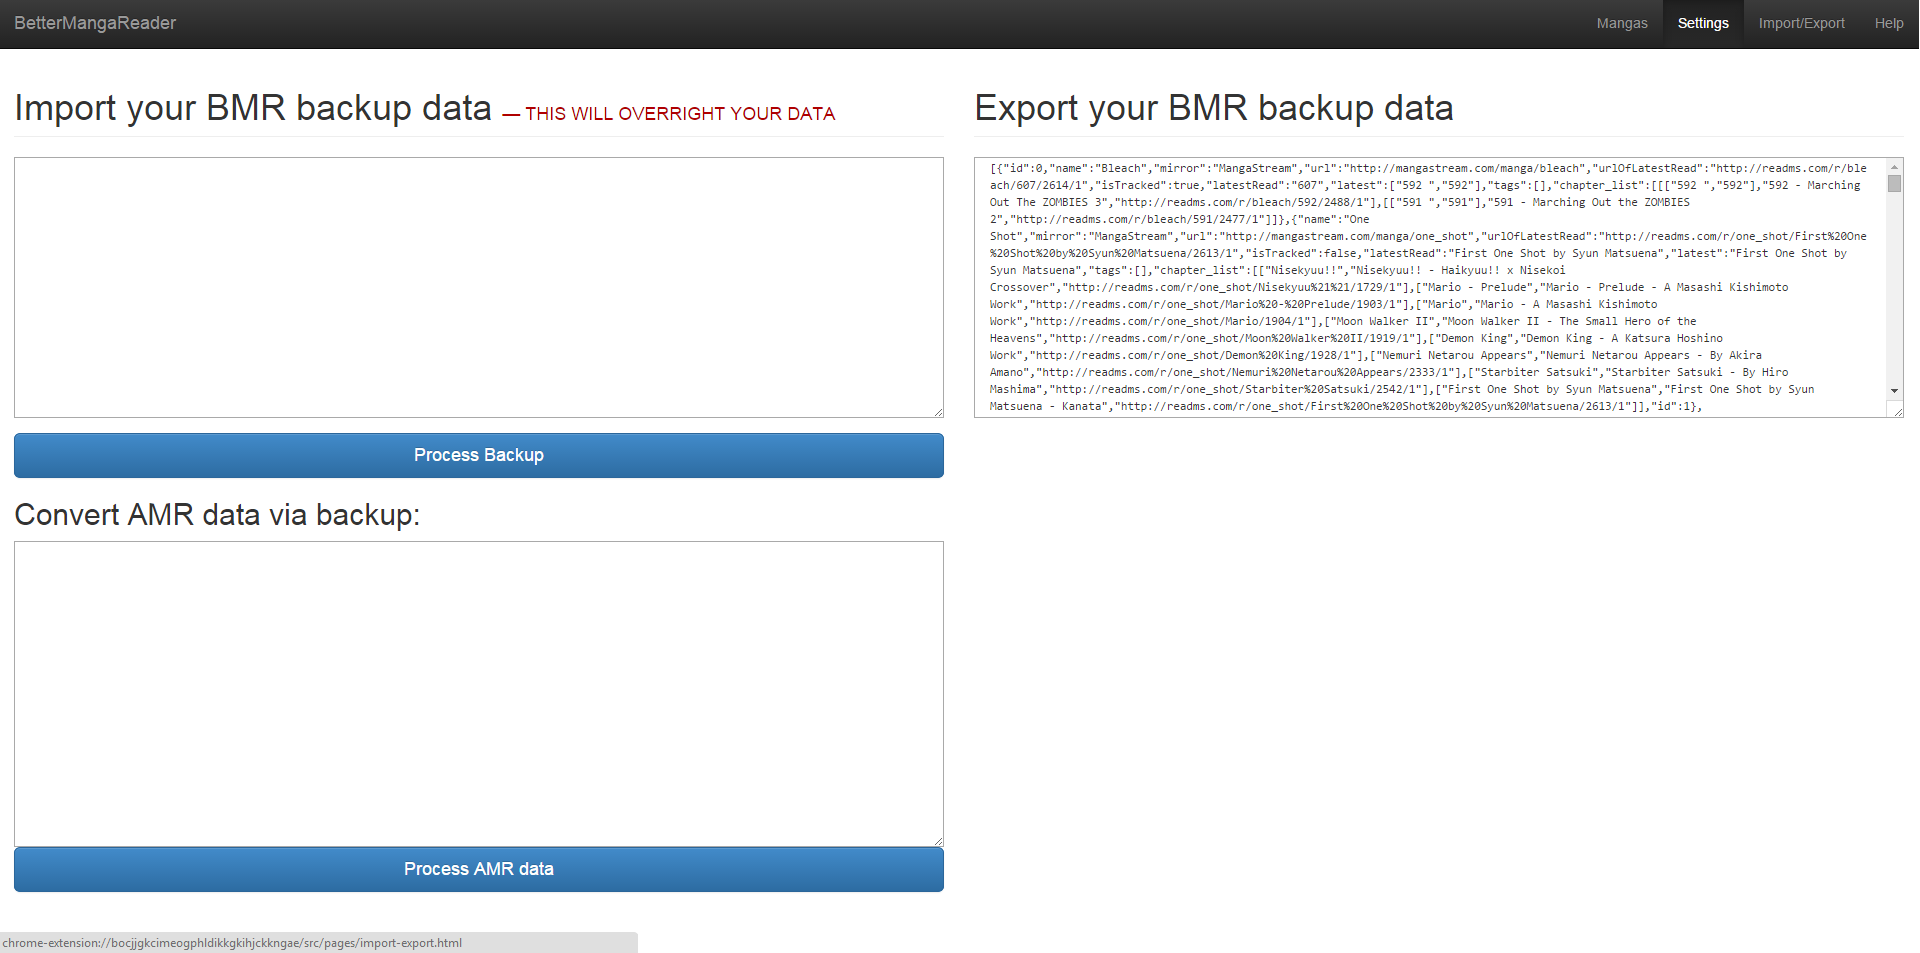 BetterMangaReader
Mangas
Settings
Import/Export
Help
Import your BMR backup data — THIS WILL OVERRIGHT YOUR DATA
Process Backup
Convert AMR data via backup:
Process AMR data
Export your BMR backup data
[{"id":0,"name":"Bleach","mirror":"MangaStream","url":"http://mangastream.com/manga/bleach","urlOfLatestRead":"http://readms.com/r/ble
ach/607/2614/1","isTracked":true,"latestRead":"607","latest":["592 ","592"],"tags":[],"chapter_list":[[["592 ","592"],"592 - Marching
Out The ZOMBIES 3","http://readms.com/r/bleach/592/2488/1"],[["591 ","591"],"591 - Marching Out the ZOMBIES
2","http://readms.com/r/bleach/591/2477/1"]]},{"name":"One
Shot","mirror":"MangaStream","url":"http://mangastream.com/manga/one_shot","urlOfLatestRead":"http://readms.com/r/one_shot/First%20One
%20Shot%20by%20Syun%20Matsuena/2613/1","isTracked":false,"latestRead":"First One Shot by Syun Matsuena","latest":"First One Shot by
Syun Matsuena","tags":[],"chapter_list":[["Nisekyuu!!","Nisekyuu!! - Haikyuu!! x Nisekoi
Crossover","http://readms.com/r/one_shot/Nisekyuu%21%21/1729/1"],["Mario - Prelude","Mario - Prelude - A Masashi Kishimoto
Work","http://readms.com/r/one_shot/Mario%20-%20Prelude/1903/1"],["Mario","Mario - A Masashi Kishimoto
Work","http://readms.com/r/one_shot/Mario/1904/1"],["Moon Walker II","Moon Walker II - The Small Hero of the
Heavens","http://readms.com/r/one_shot/Moon%20Walker%20II/1919/1"],["Demon King","Demon King - A Katsura Hoshino
Work","http://readms.com/r/one_shot/Demon%20King/1928/1"],["Nemuri Netarou Appears","Nemuri Netarou Appears - By Akira
Amano","http://readms.com/r/one_shot/Nemuri%20Netarou%20Appears/2333/1"],["Starbiter Satsuki","Starbiter Satsuki - By Hiro
Mashima","http://readms.com/r/one_shot/Starbiter%20Satsuki/2542/1"],["First One Shot by Syun Matsuena","First One Shot by Syun
Matsuena - Kanata","http://readms.com/r/one_shot/First%20One%20Shot%20by%20Syun%20Matsuena/2613/1"]],"id":1},
chrome-extension://bocjjgkcimeogphldikkgkihjckkngae/src/pages/import-export.html